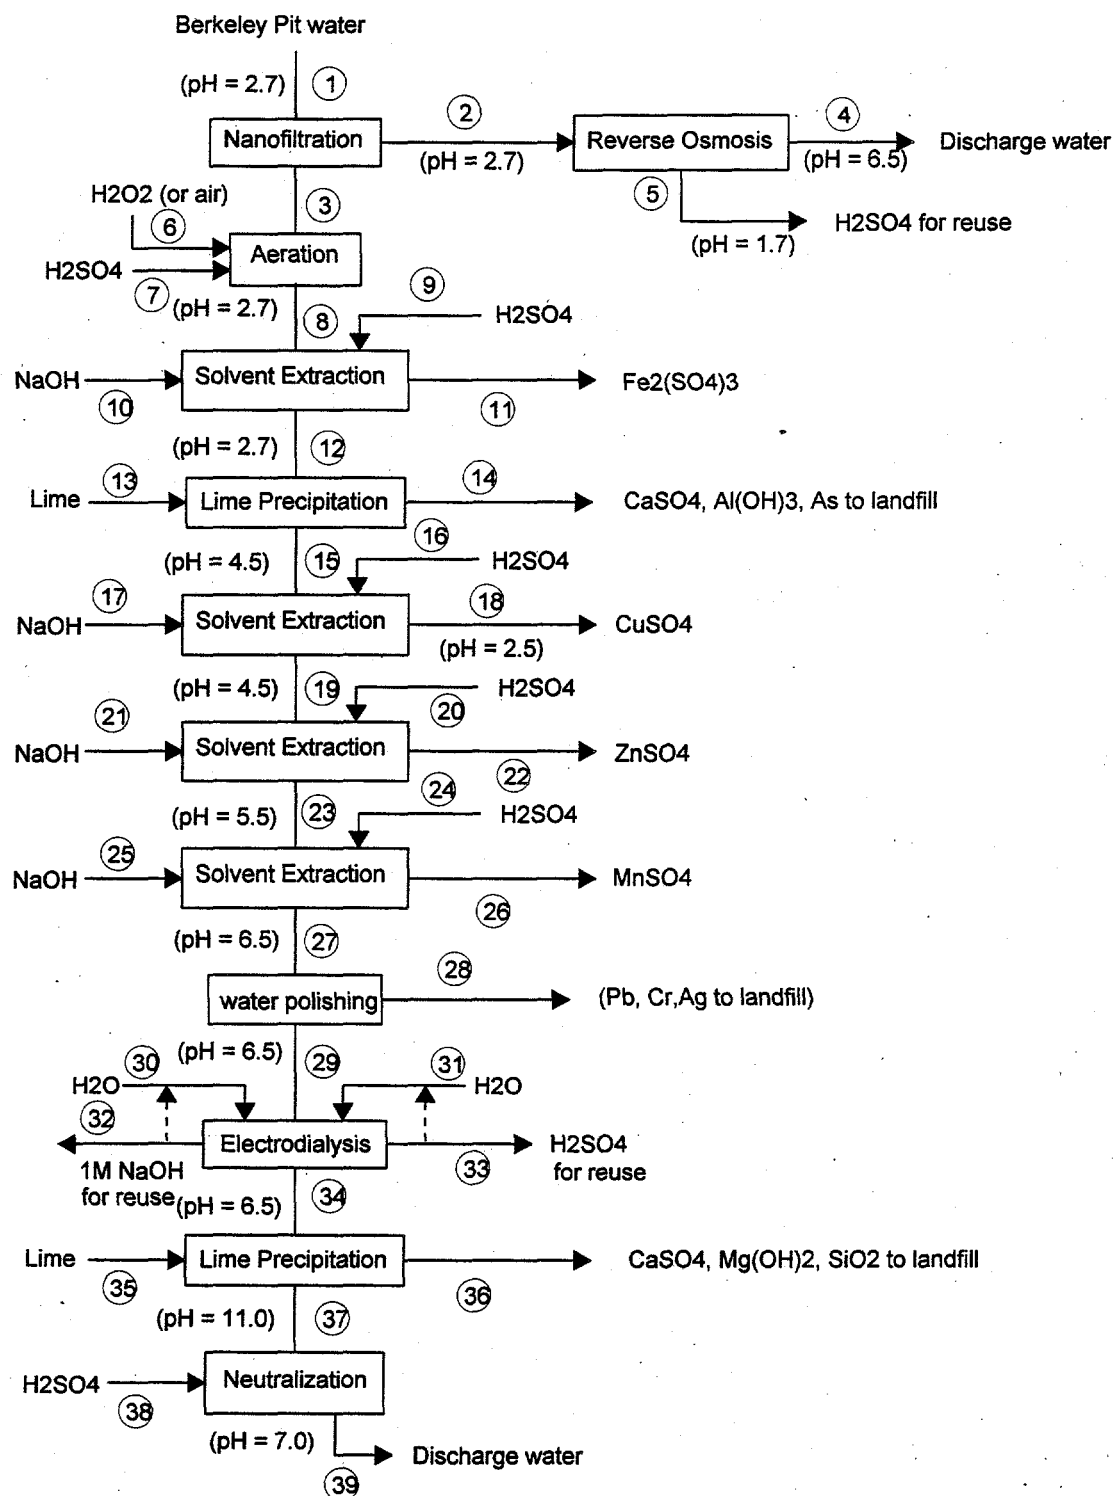 Berkeley Pit water
(pH = 2.7) 1
2 4
Nanofiltration Reverse Osmosis Discharge water
(pH = 2.7) (pH = 6.5)
H2O2 (or air) 3 5
6 H2SO4 for reuse
Aeration (pH = 1.7)
H2SO4
7 (pH = 2.7) 8 9 H2SO4
NaOH Solvent Extraction Fe2(SO4)3
10 11
(pH = 2.7) 12
13 14
Lime Lime Precipitation CaSO4, Al(OH)3, As to landfill
(pH = 4.5) 15 16 H2SO4
17 18
NaOH Solvent Extraction CuSO4
(pH = 2.5)
(pH = 4.5) 19 20 H2SO4
21
NaOH Solvent Extraction ZnSO4
22
(pH = 5.5) 23 24 H2SO4
25
NaOH Solvent Extraction MnSO4
26
(pH = 6.5) 27
28
water polishing (Pb, Cr,Ag to landfill)
(pH = 6.5) 29
30 31
H2O H2O
32
Electrodialysis H2SO4
1M NaOH 33 for reuse
for reuse (pH = 6.5) 34
Lime Lime Precipitation CaSO4, Mg(OH)2, SiO2 to landfill
35 36
(pH = 11.0) 37
H2SO4 Neutralization
38
(pH = 7.0) Discharge water
39